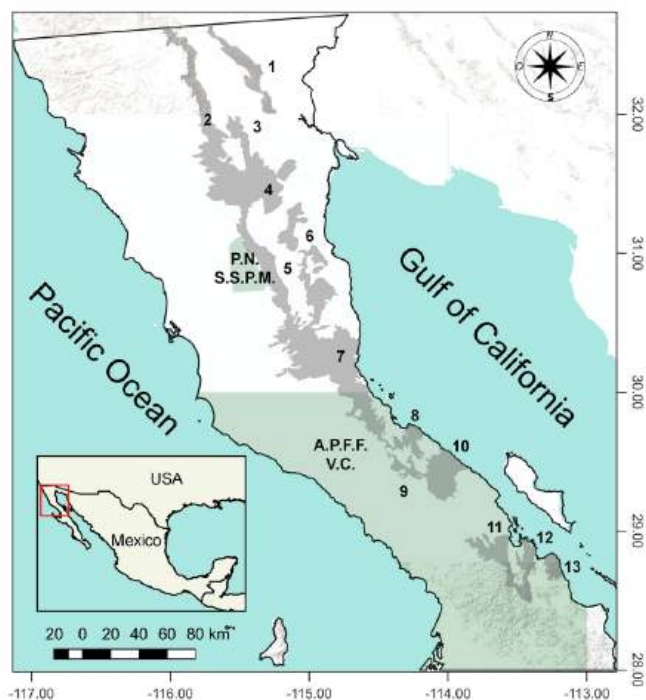 N
O
E
S
1
2
3
32.00
4
6
31.00
P.N.
S.S.P.M.
5
Gulf of California
Pacific Ocean
7
30.00
8
A.P.F.F.
V.C.
10
9
29.00
11
12
13
USA
Mexico
20 0 20 40 60 80 km
28.00
-117.00 -116.00 -115.00 -114.00 -113.00